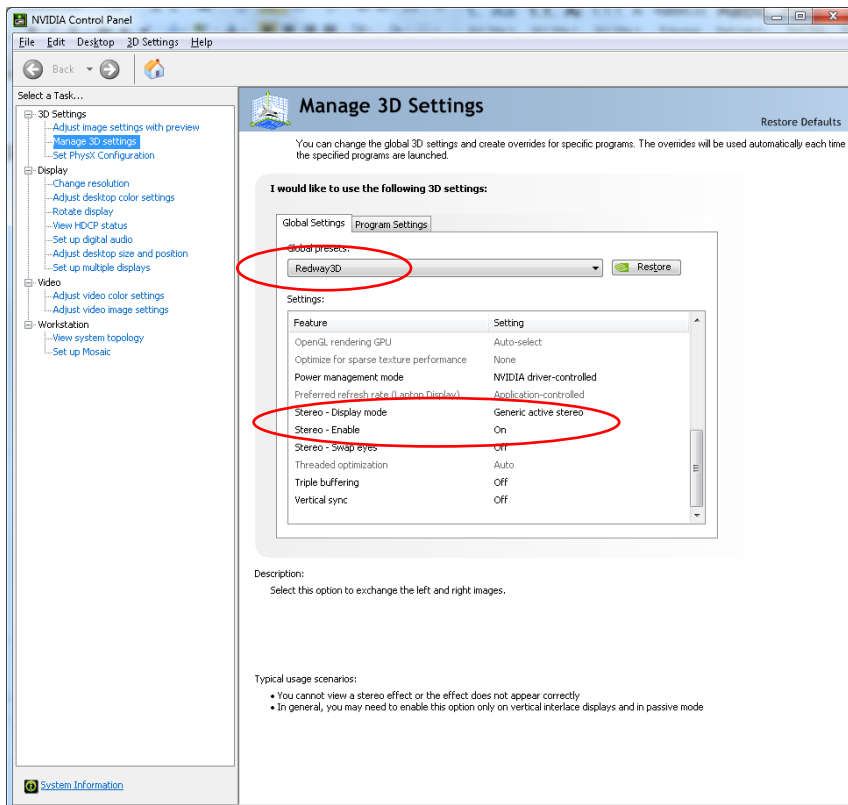 NVIDIA Control Panel
File Edit Desktop 3D Settings Help
Back
Select a Task...
3D Settings
Adjust image settings with preview
Manage 3D settings
Set PhysX Configuration
Display
Change resolution
Adjust desktop color settings
Rotate display
View HDCP status
Set up digital audio
Adjust desktop size and position
Set up multiple displays
Video
Adjust video color settings
Adjust video image settings
Workstation
View system topology
Set up Mosaic
System Information
Manage 3D Settings
Restore Defaults
You can change the global 3D settings and create overrides for specific programs. The overrides will be used automatically each time
the specified programs are launched.
I would like to use the following 3D settings:
Global Settings Program Settings
Global presets:
Redway3D Restore
Settings:
Feature Setting
OpenGL rendering GPU Auto-select
Optimize for sparse texture performance None
Power management mode NVIDIA driver-controlled
Preferred refresh rate (Laptop Display) Application-controlled
Stereo - Display mode Generic active stereo
Stereo - Enable On
Stereo - Swap eyes Off
Threaded optimization Auto
Triple buffering Off
Vertical sync Off
Description:
Select this option to exchange the left and right images.
Typical usage scenarios:
• You cannot view a stereo effect or the effect does not appear correctly
• In general, you may need to enable this option only on vertical interlace displays and in passive mode